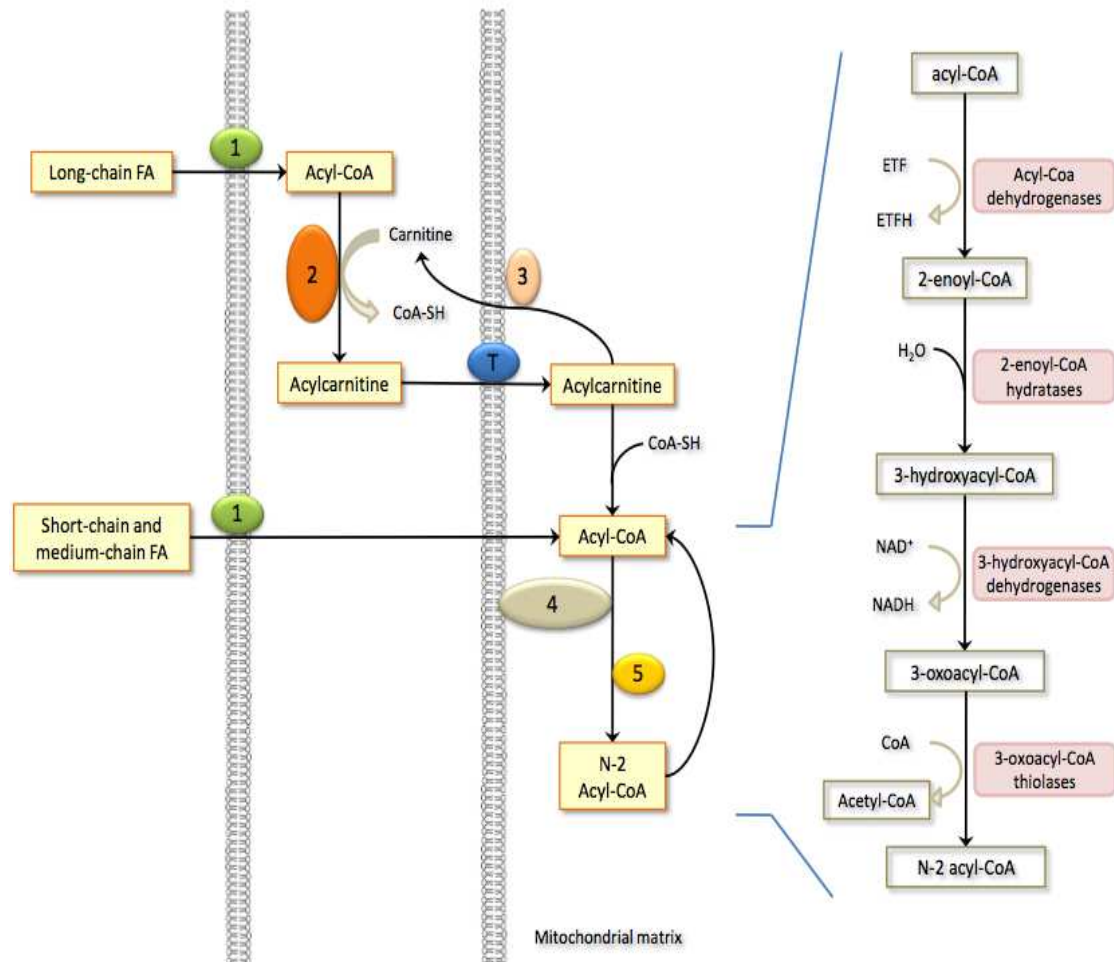 1
Long-chain FA
Acyl-CoA
2
Carnitine
CoA-SH
3
Acylcarnitine
T
Acylcarnitine
CoA-SH
Short-chain and
medium-chain FA
1
Acyl-CoA
4
5
N-2
Acyl-CoA
Mitochondrial matrix
acyl-CoA
ETF
ETFH
Acyl-Coa
dehydrogenases
2-enoyl-CoA
H₂O
2-enoyl-CoA
hydratases
3-hydroxyacyl-CoA
NAD⁺
NADH
3-hydroxyacyl-CoA
dehydrogenases
3-oxoacyl-CoA
CoA
Acetyl-CoA
3-oxoacyl-CoA
thiolases
N-2 acyl-CoA